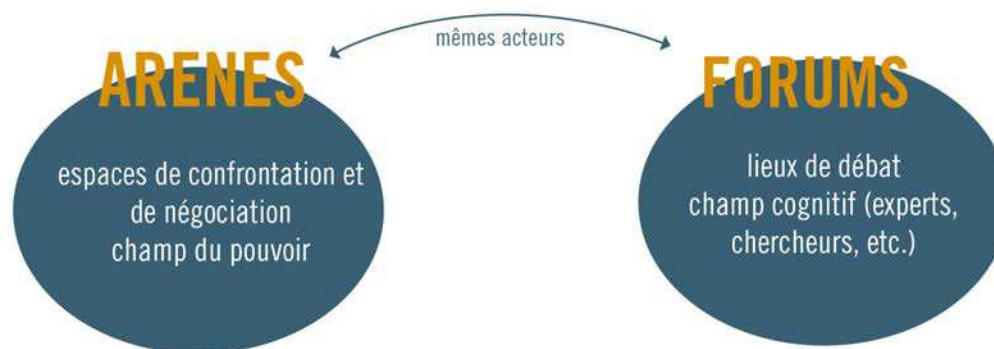 mêmes acteurs
ARENES
espaces de confrontation et
de négociation
champ du pouvoir
FORUMS
lieux de débat
champ cognitif (experts,
chercheurs, etc.)